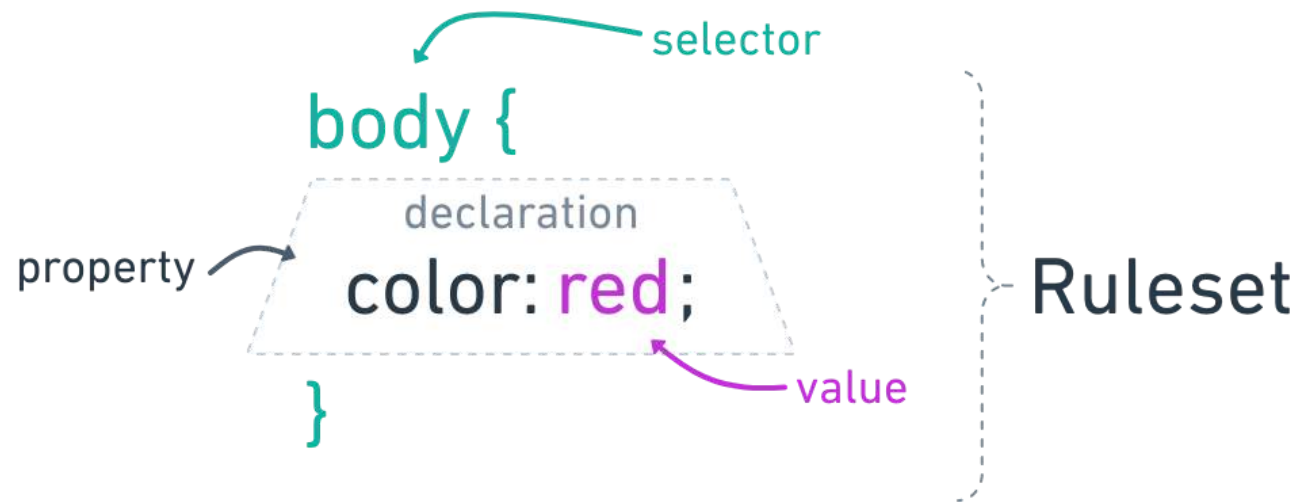 selector
body {
declaration
property
color: red;
Ruleset
value
}